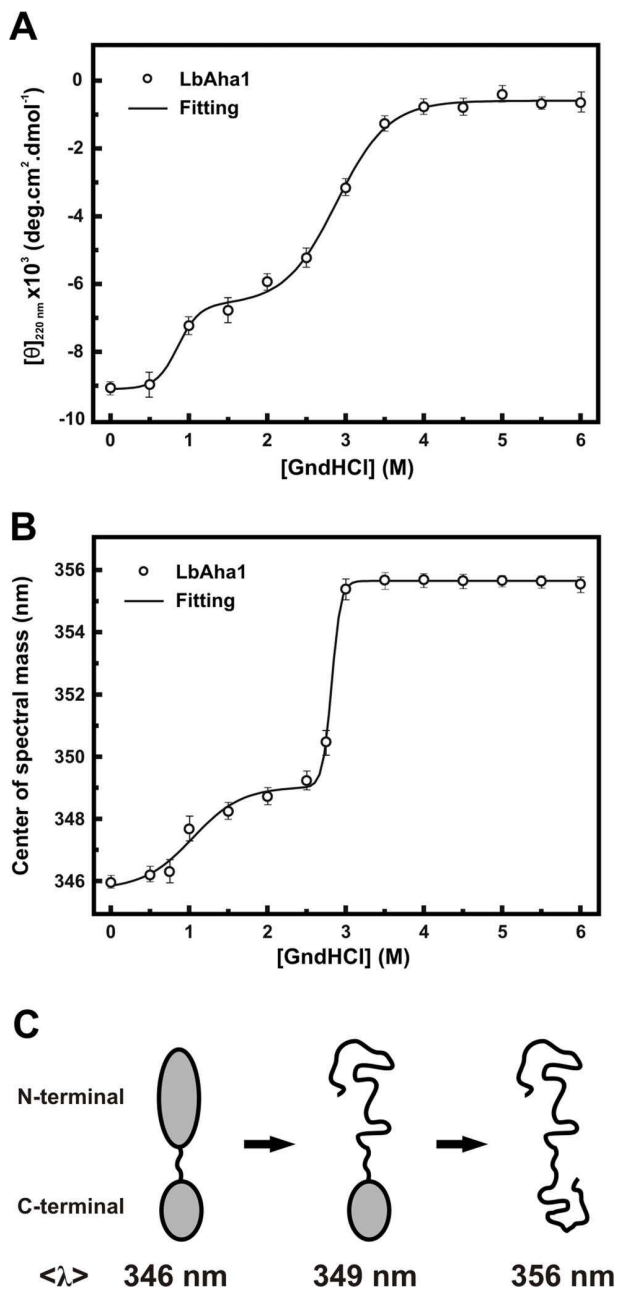 A
LbAha1
Fitting
0
-2
-4
-6
-8
-10
[θ]220 nm x10³ (deg.cm².dmol⁻¹)
0 1 2 3 4 5 6
[GndHCl] (M)
B
LbAha1
Fitting
356
354
352
350
348
346
Center of spectral mass (nm)
0 1 2 3 4 5 6
[GndHCl] (M)
C
N-terminal
C-terminal
<λ> 346 nm 349 nm 356 nm